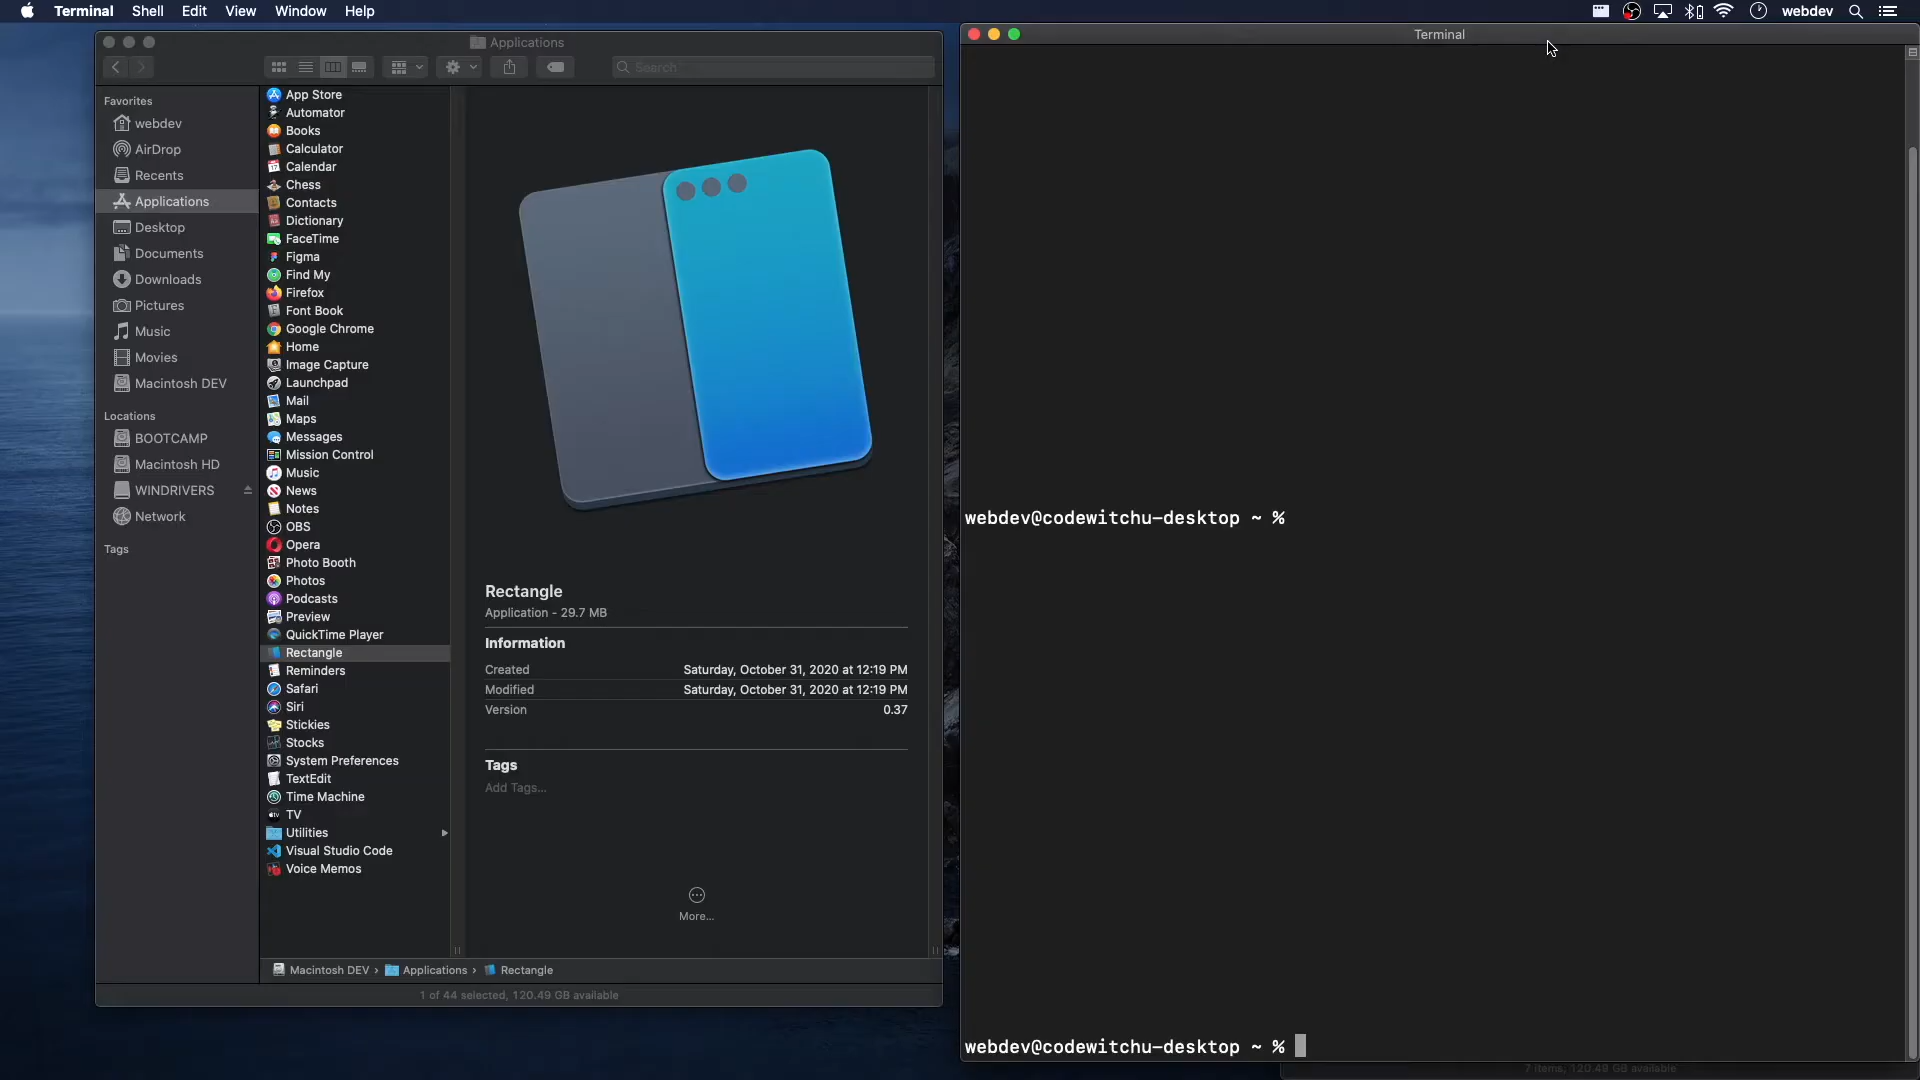 Terminal Shell Edit View Window Help
webdev
Applications
Search
Terminal
Favorites
webdev
AirDrop
Recents
Applications
Desktop
Documents
Downloads
Pictures
Music
Movies
Macintosh DEV
Locations
BOOTCAMP
Macintosh HD
WINDRIVERS
Network
Tags
App Store
Automator
Books
Calculator
Calendar
Chess
Contacts
Dictionary
FaceTime
Figma
Find My
Firefox
Font Book
Google Chrome
Home
Image Capture
Launchpad
Mail
Maps
Messages
Mission Control
Music
News
Notes
OBS
Opera
Photo Booth
Photos
Podcasts
Preview
QuickTime Player
Rectangle
Reminders
Safari
Siri
Stickies
Stocks
System Preferences
TextEdit
Time Machine
TV
Utilities
Visual Studio Code
Voice Memos
Rectangle
Application - 29.7 MB
Information
Created Saturday, October 31, 2020 at 12:19 PM
Modified Saturday, October 31, 2020 at 12:19 PM
Version 0.37
Tags
Add Tags...
More...
Macintosh DEV › Applications › Rectangle
1 of 44 selected, 120.49 GB available
webdev@codewitchu-desktop ~ %
webdev@codewitchu-desktop ~ %
7 items, 120.49 GB available